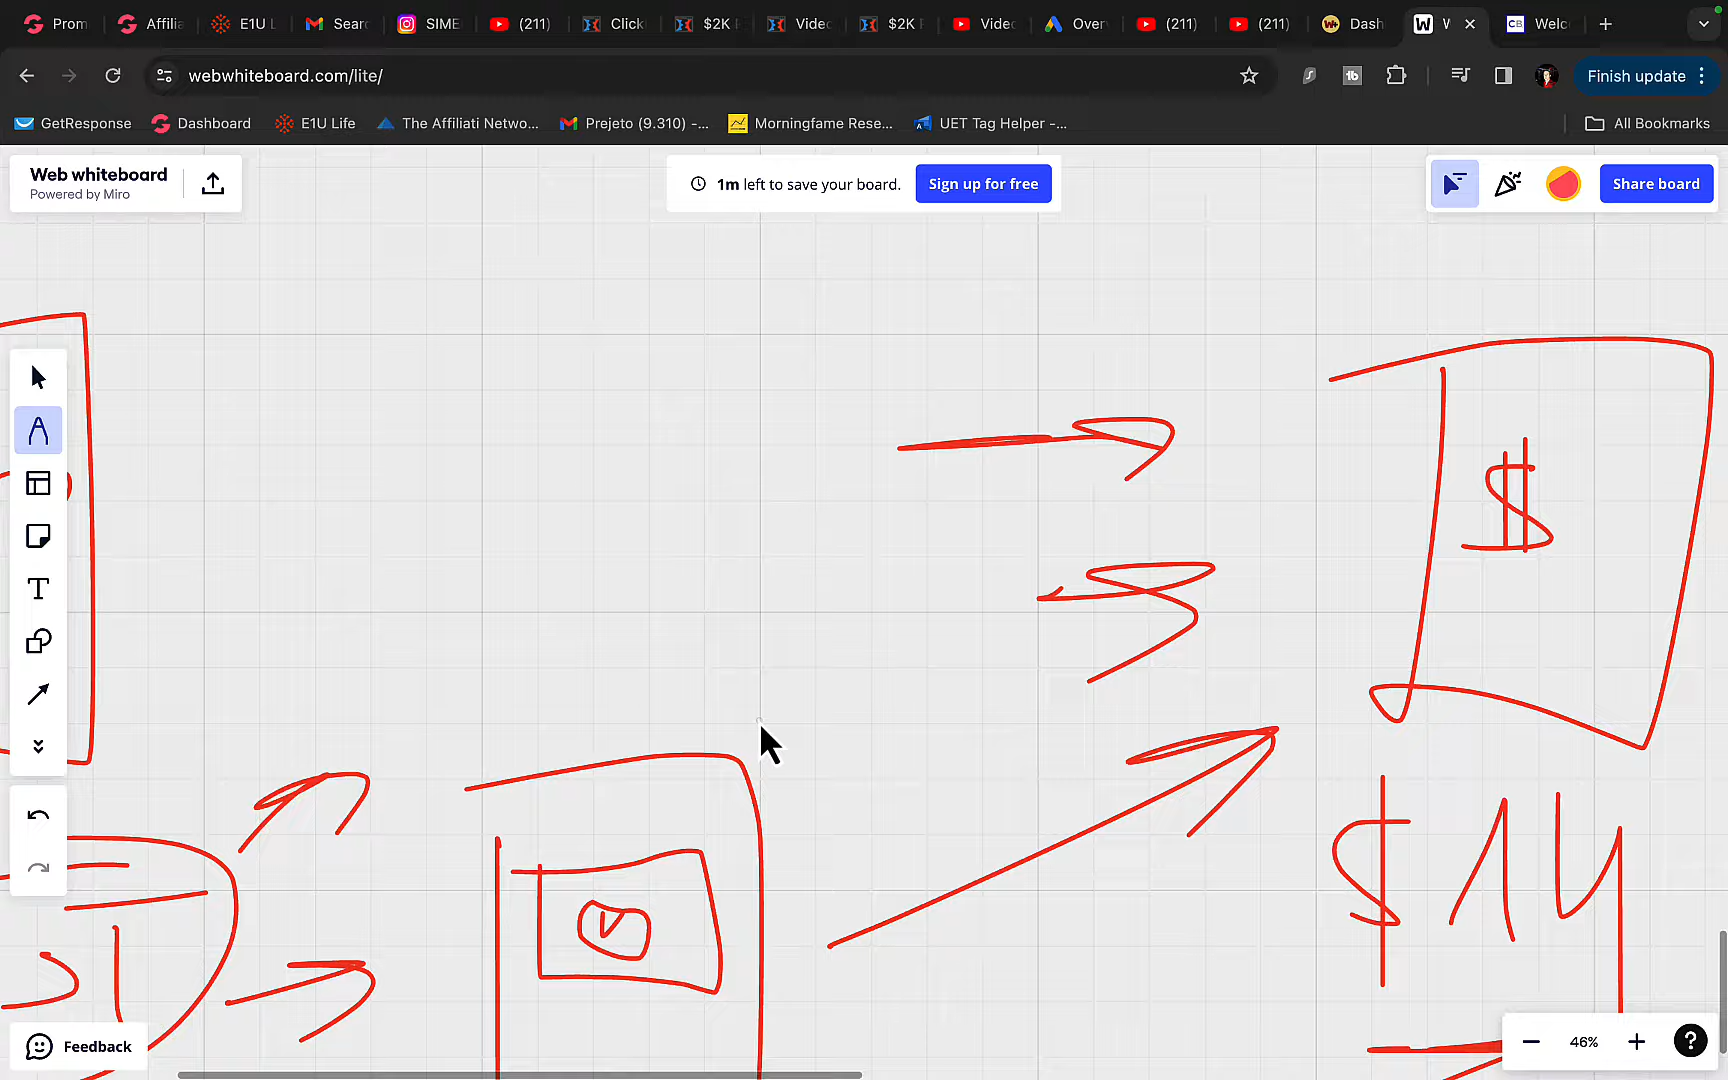 Prom
Affilia
E1U L
Sear
SIME
(211)
Click
$2K F
Videc
$2K F
Videc
Over
(211)
(211)
Dash
W
Welc
webwhiteboard.com/lite/
Finish update
GetResponse
Dashboard
E1U Life
The Affiliati Netwo...
Prejeto (9.310) -...
Morningfame Rese...
UET Tag Helper -...
All Bookmarks
Web whiteboard
Powered by Miro
1m left to save your board.
Sign up for free
Share board
$
$14
Feedback
46%